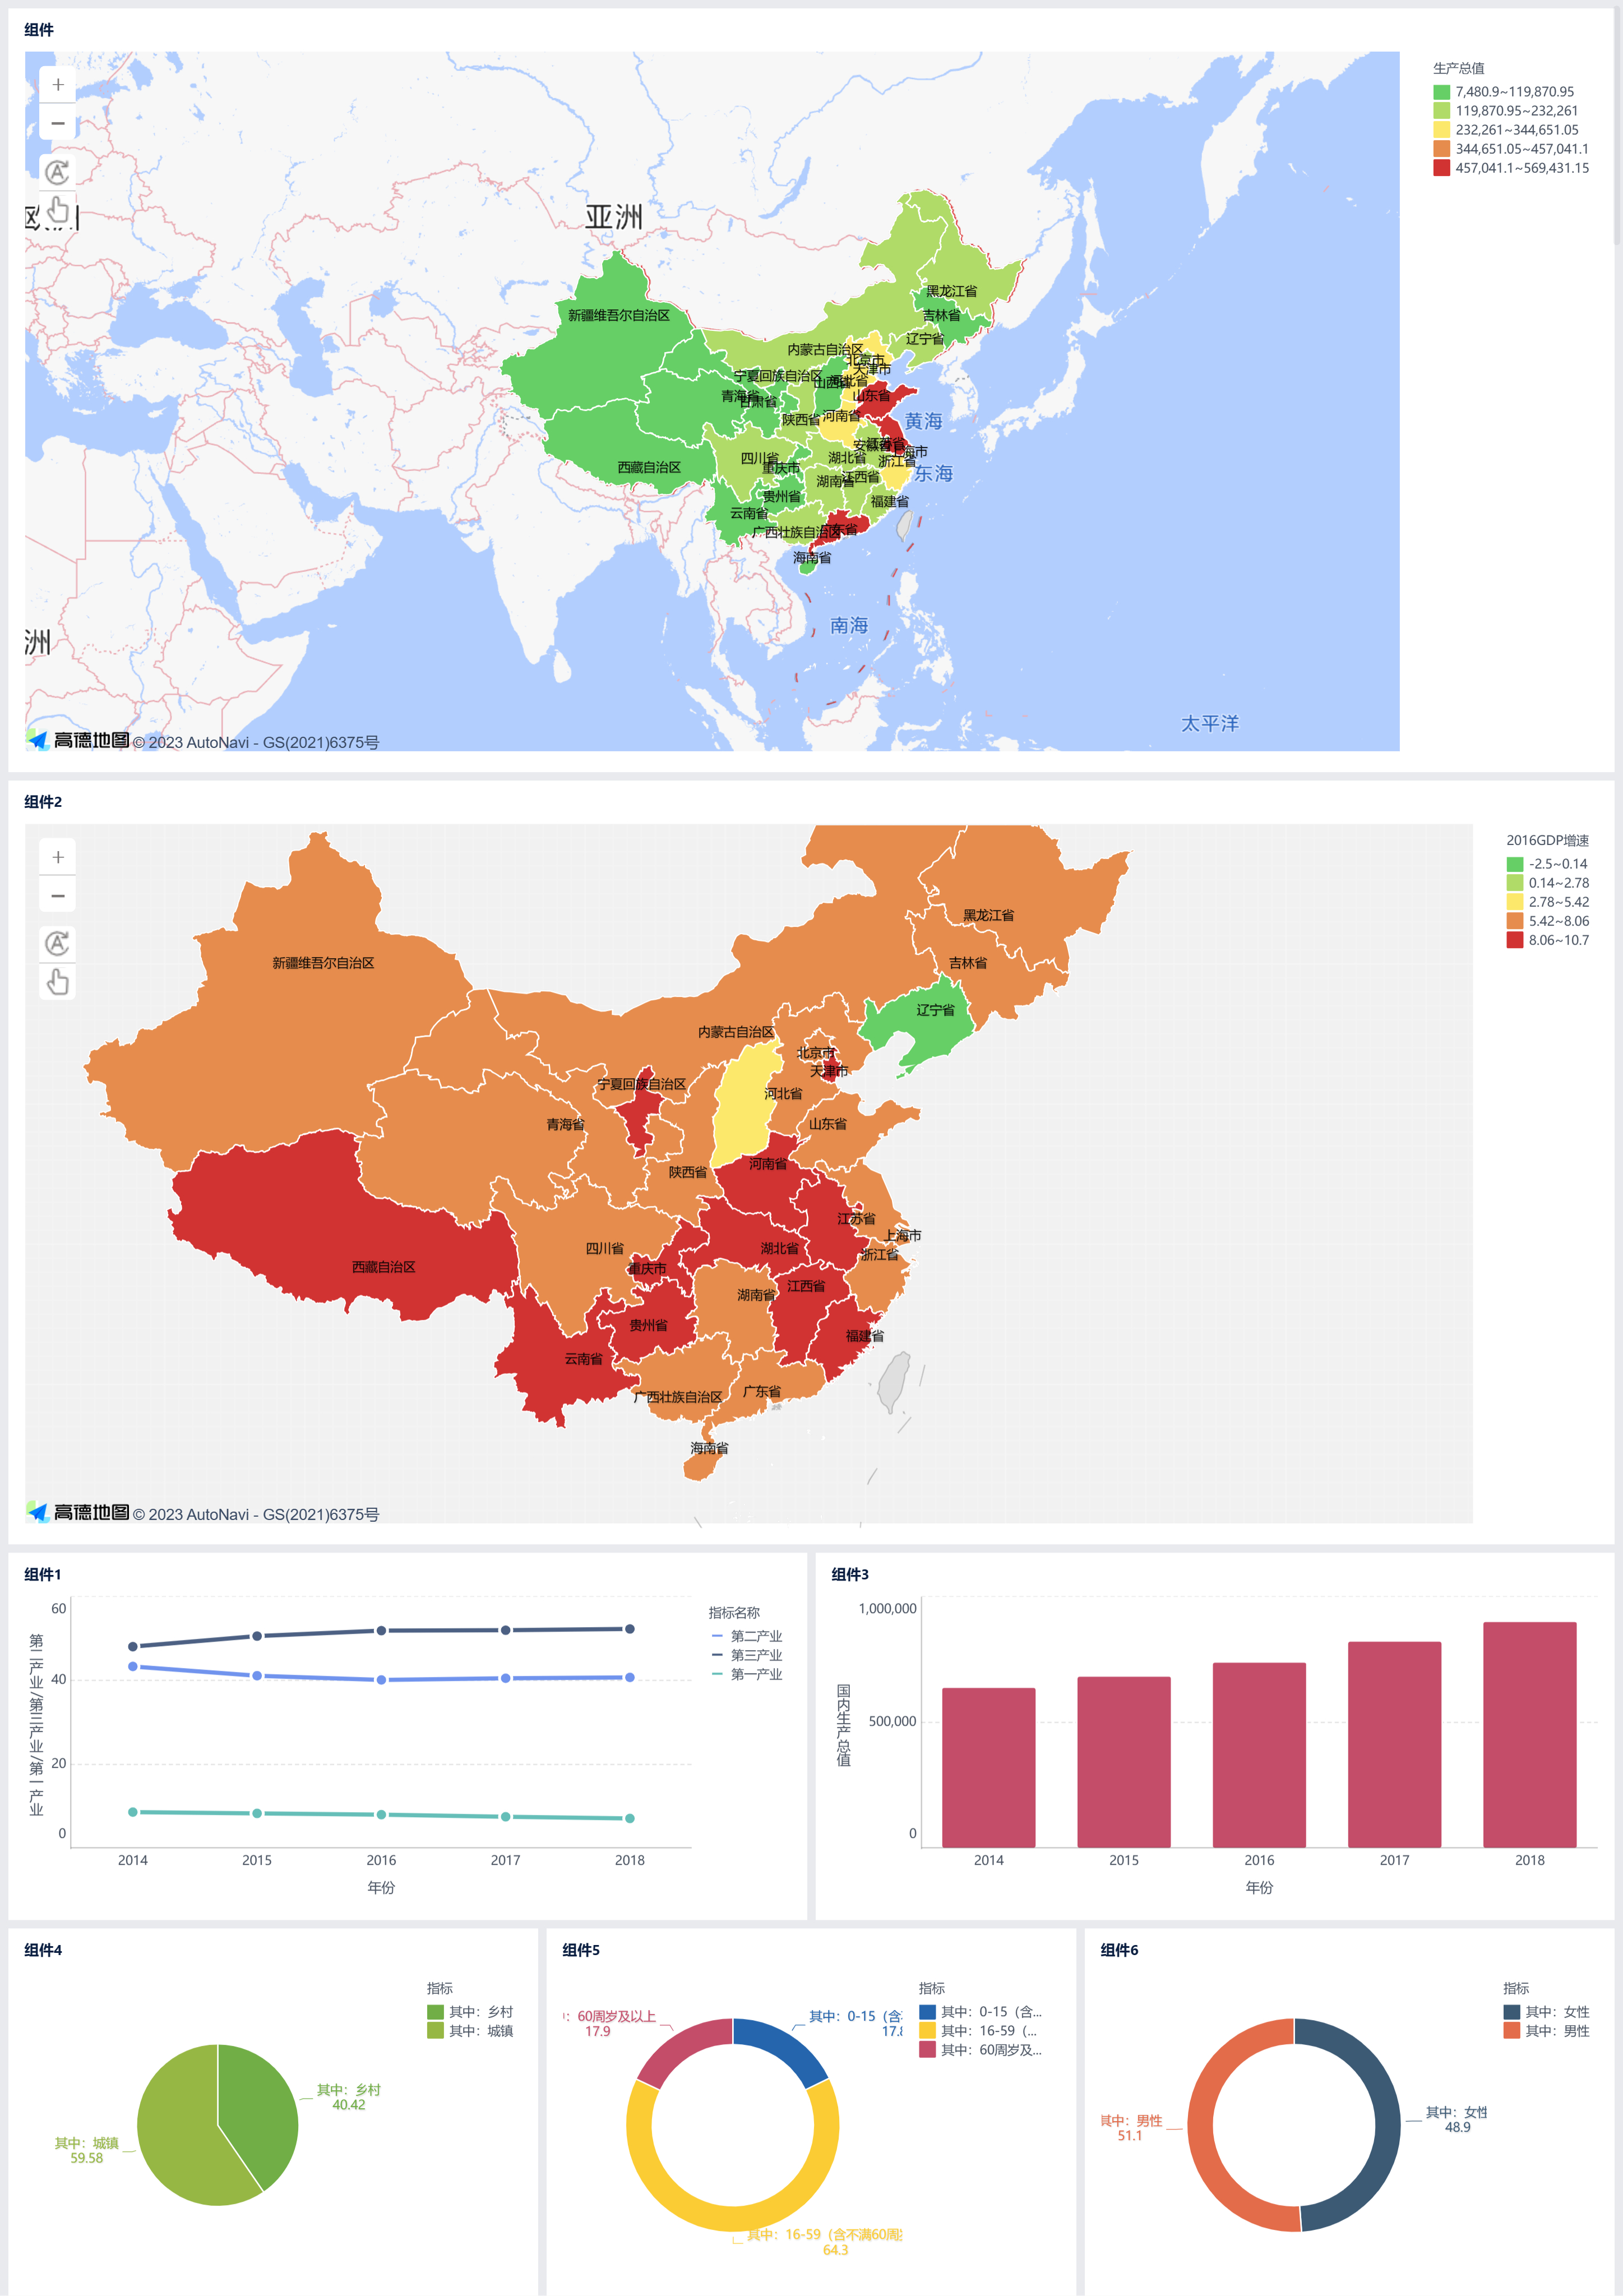 组件
生产总值
7,480.9~119,870.95
119,870.95~232,261
232,261~344,651.05
344,651.05~457,041.1
457,041.1~569,431.15
亚洲
洲
黑龙江省
新疆维吾尔自治区
吉林省
辽宁省
内蒙古自治区
北京市
天津市
宁夏回族自治区
青海省
山东省
陕西省
河南省
黄海
四川省
湖北省
浙江省
东海
西藏自治区
重庆市
湖南省
江西省
贵州省
福建省
云南省
广西壮族自治区
海南省
南海
太平洋
高德地图 © 2023 AutoNavi - GS(2021)6375号
组件2
2016GDP增速
-2.5~0.14
0.14~2.78
2.78~5.42
5.42~8.06
8.06~10.7
黑龙江省
新疆维吾尔自治区
吉林省
辽宁省
内蒙古自治区
北京市
天津市
宁夏回族自治区
河北省
青海省
山东省
陕西省
河南省
江苏省
上海市
四川省
湖北省
浙江省
西藏自治区
重庆市
江西省
湖南省
贵州省
福建省
云南省
广东省
广西壮族自治区
海南省
高德地图 © 2023 AutoNavi - GS(2021)6375号
组件1
第二产业/第三产业/第一产业
60
40
20
0
2014 2015 2016 2017 2018
年份
指标名称
第二产业
第三产业
第一产业
组件3
国内生产总值
1,000,000
500,000
0
2014 2015 2016 2017 2018
年份
组件4
指标
其中：乡村
其中：城镇
其中：乡村
40.42
其中：城镇
59.58
组件5
指标
其中：0-15（含...
其中：16-59（...
其中：60周岁及...
：60周岁及以上
17.9
其中：0-15（含
17.8
其中：16-59（含不满60周
64.3
组件6
指标
其中：女性
其中：男性
其中：男性
51.1
其中：女性
48.9